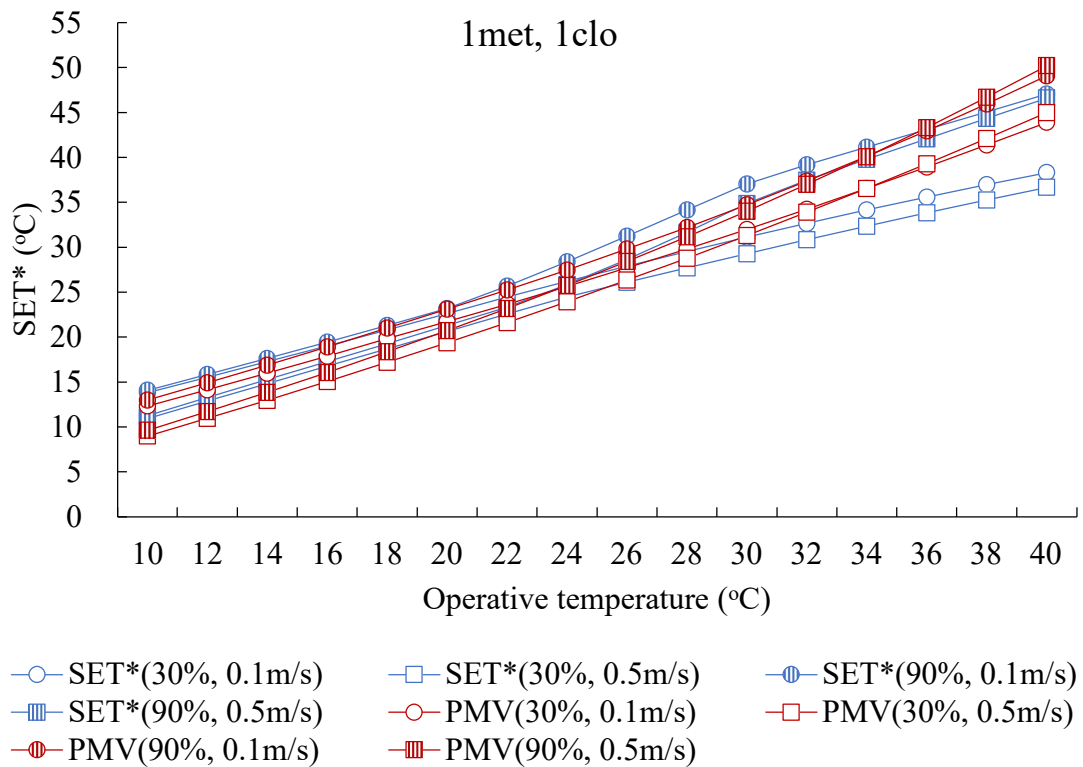 1met, 1clo
55
50
45
40
35
30
25
20
15
10
5
0
SET* (°C)
10 12 14 16 18 20 22 24 26 28 30 32 34 36 38 40
Operative temperature (°C)
SET*(30%, 0.1m/s) SET*(30%, 0.5m/s) SET*(90%, 0.1m/s)
SET*(90%, 0.5m/s) PMV(30%, 0.1m/s) PMV(30%, 0.5m/s)
PMV(90%, 0.1m/s) PMV(90%, 0.5m/s)